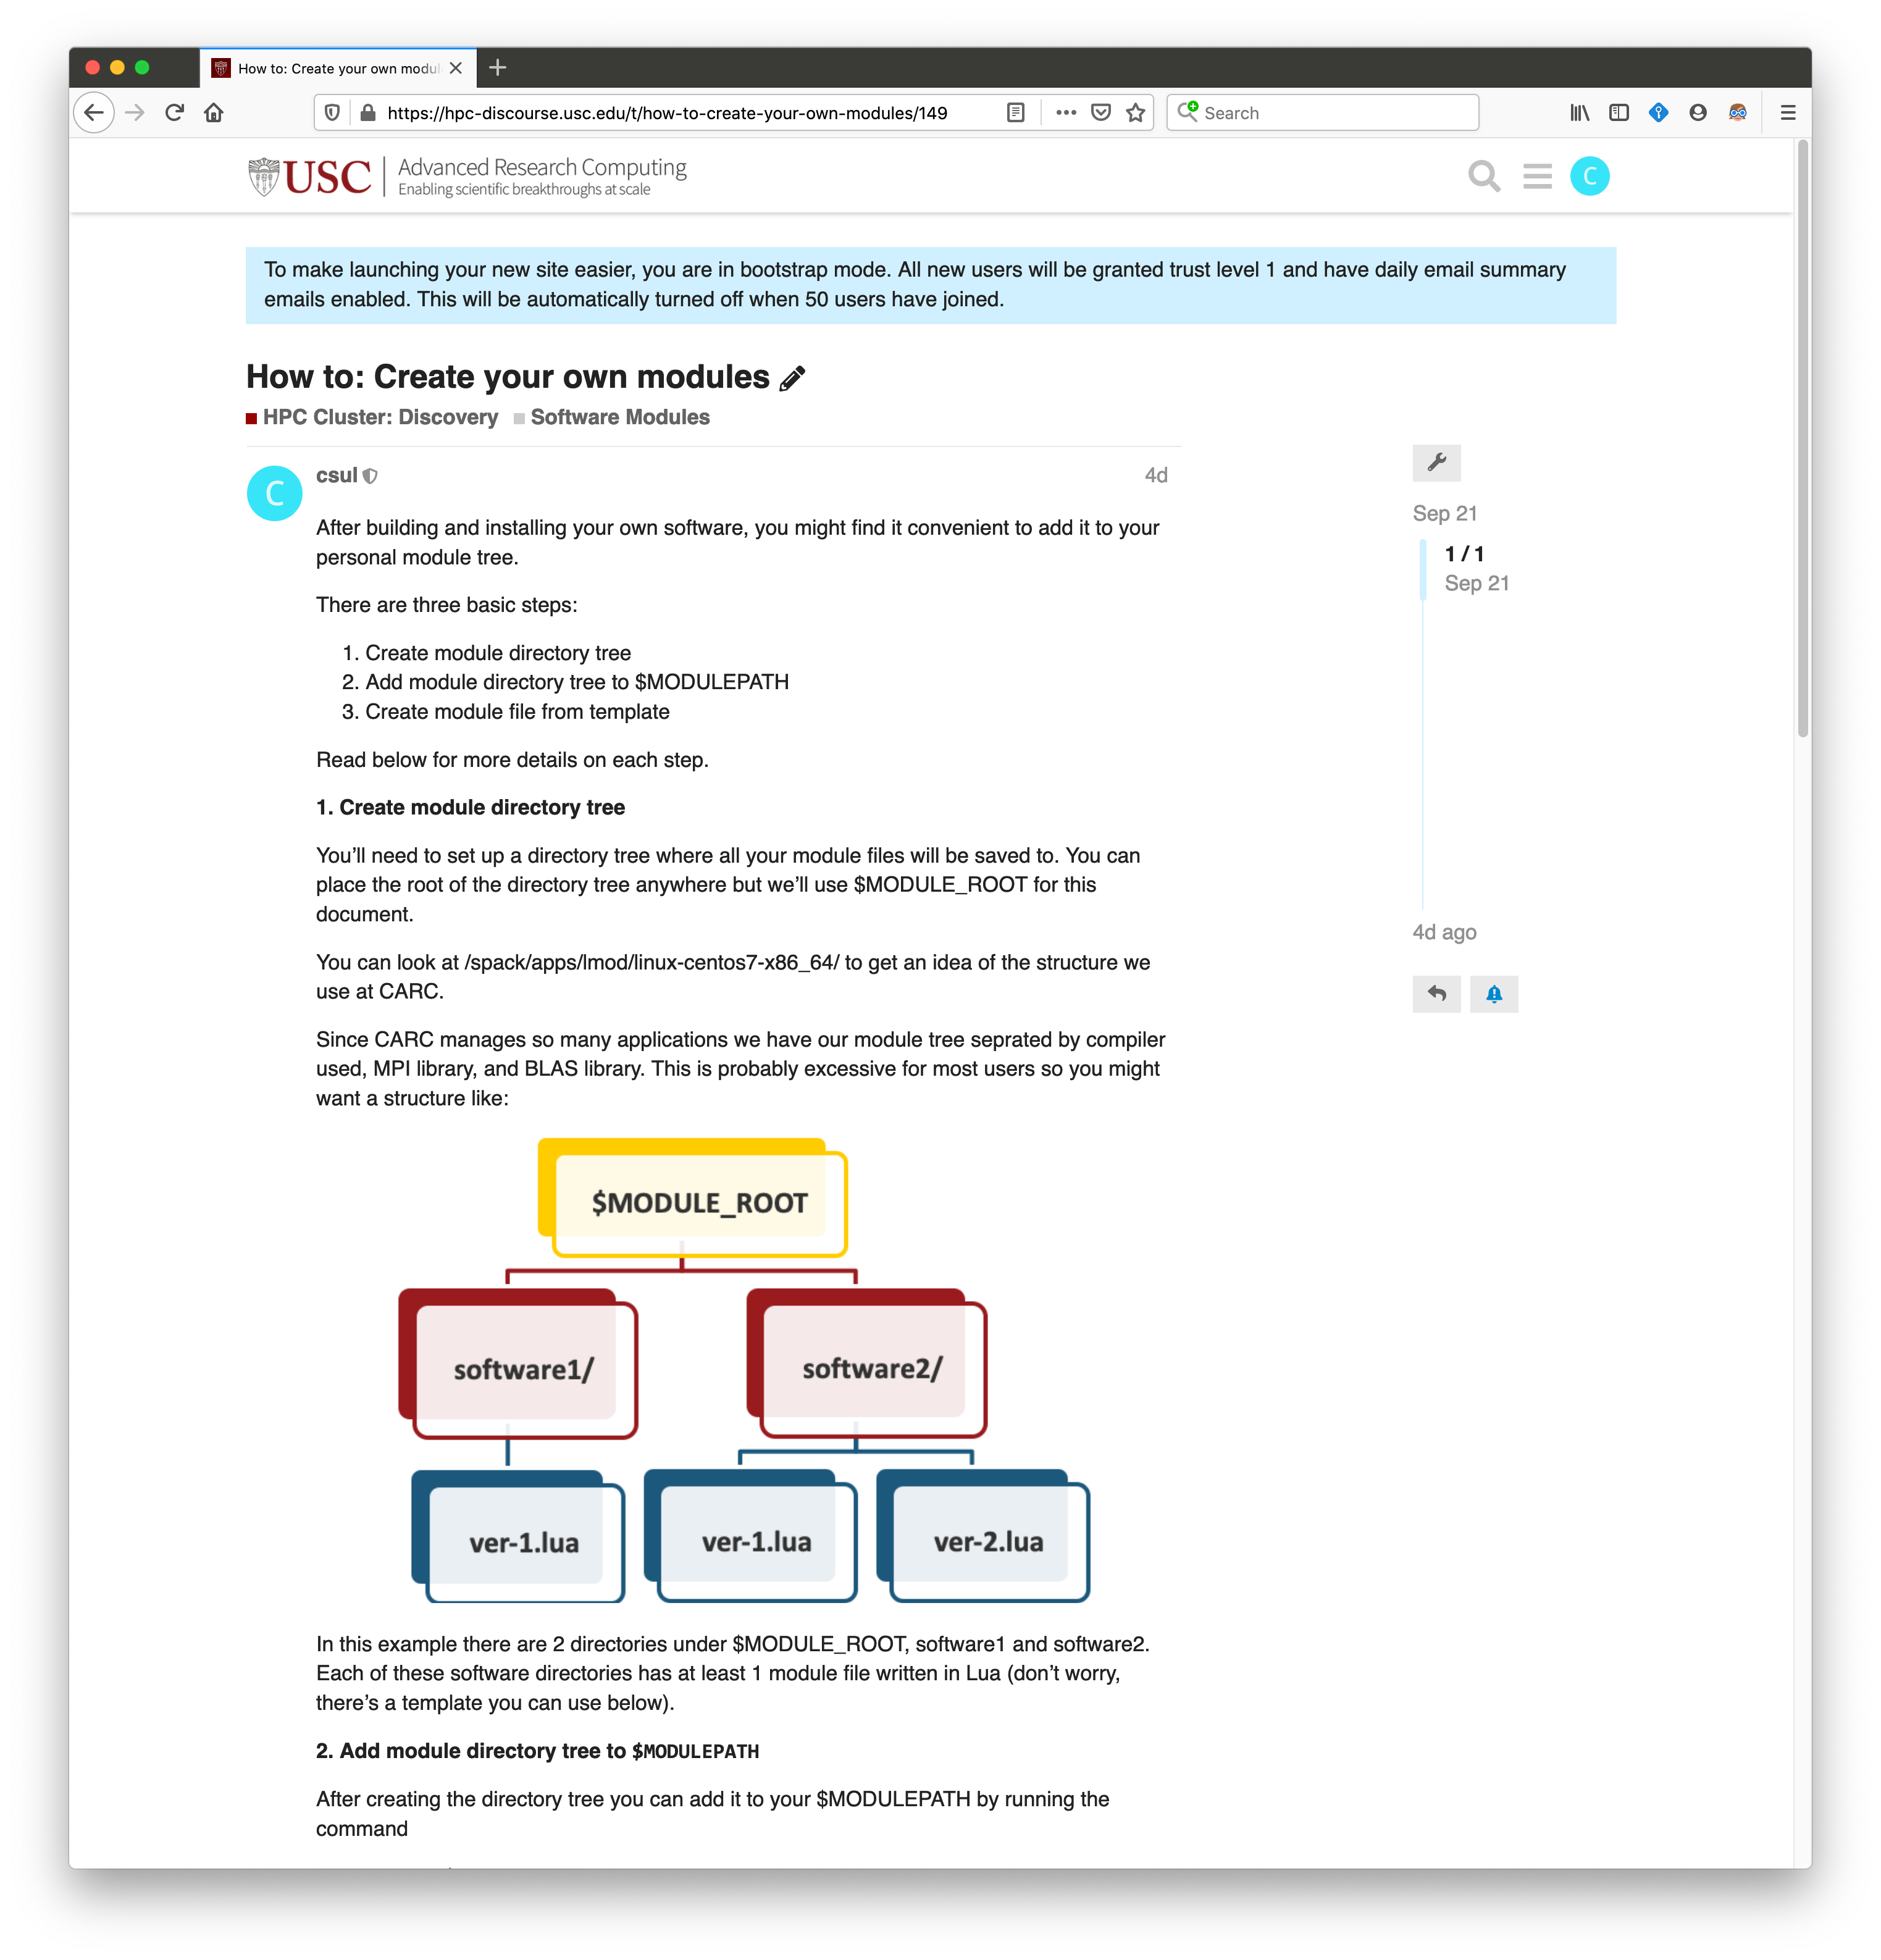 How to: Create your own modul
https://hpc-discourse.usc.edu/t/how-to-create-your-own-modules/149
Search
USC
Advanced Research Computing
Enabling scientific breakthroughs at scale
C
To make launching your new site easier, you are in bootstrap mode. All new users will be granted trust level 1 and have daily email summary
emails enabled. This will be automatically turned off when 50 users have joined.
How to: Create your own modules
HPC Cluster: Discovery Software Modules
C
csul
4d
After building and installing your own software, you might find it convenient to add it to your
personal module tree.
There are three basic steps:
1. Create module directory tree
2. Add module directory tree to $MODULEPATH
3. Create module file from template
Read below for more details on each step.
1. Create module directory tree
You'll need to set up a directory tree where all your module files will be saved to. You can
place the root of the directory tree anywhere but we'll use $MODULE_ROOT for this
document.
You can look at /spack/apps/lmod/linux-centos7-x86_64/ to get an idea of the structure we
use at CARC.
Since CARC manages so many applications we have our module tree seprated by compiler
used, MPI library, and BLAS library. This is probably excessive for most users so you might
want a structure like:
$MODULE_ROOT
software1/
software2/
ver-1.lua
ver-1.lua
ver-2.lua
In this example there are 2 directories under $MODULE_ROOT, software1 and software2.
Each of these software directories has at least 1 module file written in Lua (don't worry,
there's a template you can use below).
2. Add module directory tree to $MODULEPATH
After creating the directory tree you can add it to your $MODULEPATH by running the
command
Sep 21
1 / 1
Sep 21
4d ago